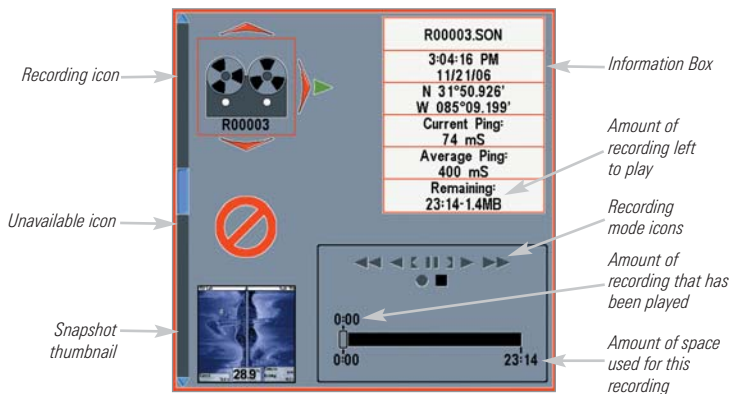 Recording icon
Unavailable icon
Snapshot
thumbnail
R00003
28.9
R00003.SON
3:04:16 PM
11/21/06
N 31°50.926'
W 085°09.199'
Current Ping:
74 mS
Average Ping:
400 mS
Remaining:
23:14-1.4MB
0:00
0:00
23:14
Information Box
Amount of
recording left
to play
Recording
mode icons
Amount of
recording that has
been played
Amount of space
used for this
recording